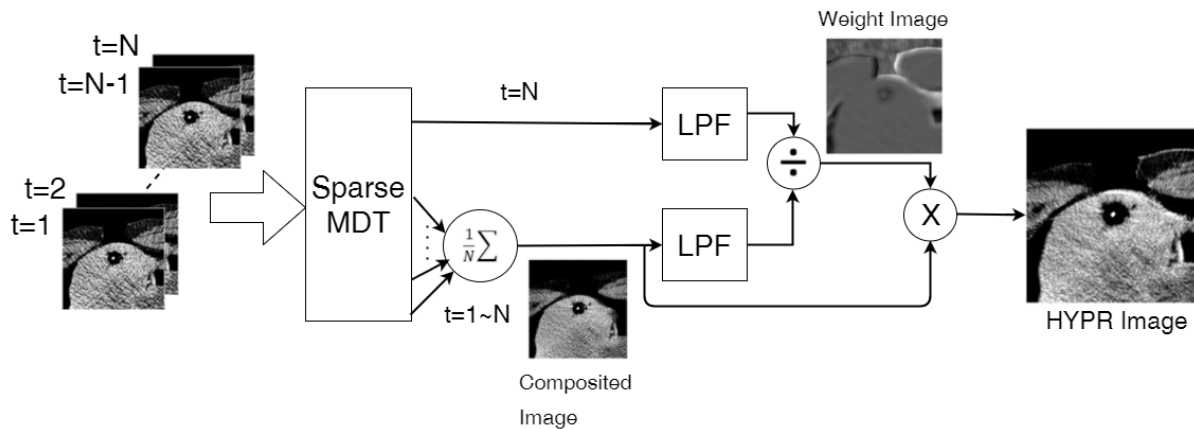 t=N
t=N-1
t=2
t=1
Sparse
MDT
t=N
LPF
Weight Image
÷
1/N ∑
t=1~N
LPF
X
Composited
Image
HYPR Image